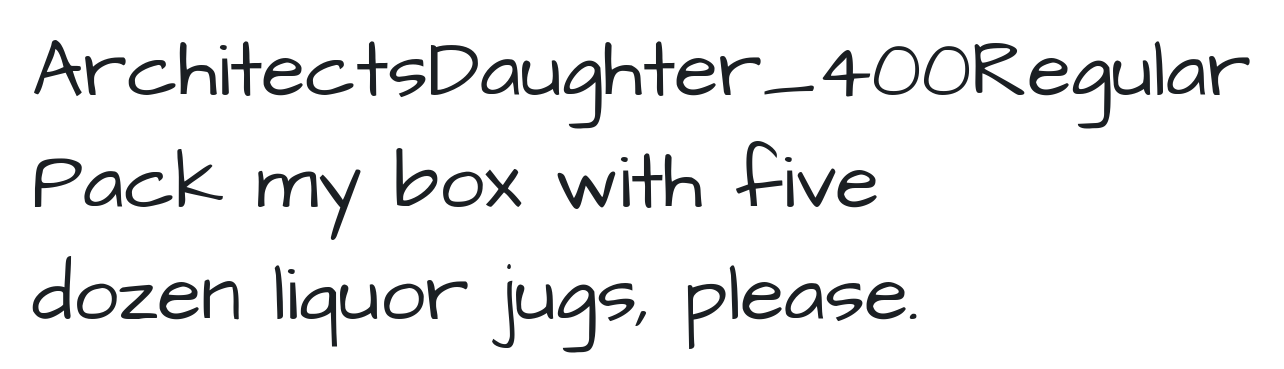 ArchitectsDaughter_400Regular
Pack my box with five
dozen liquor jugs, please.